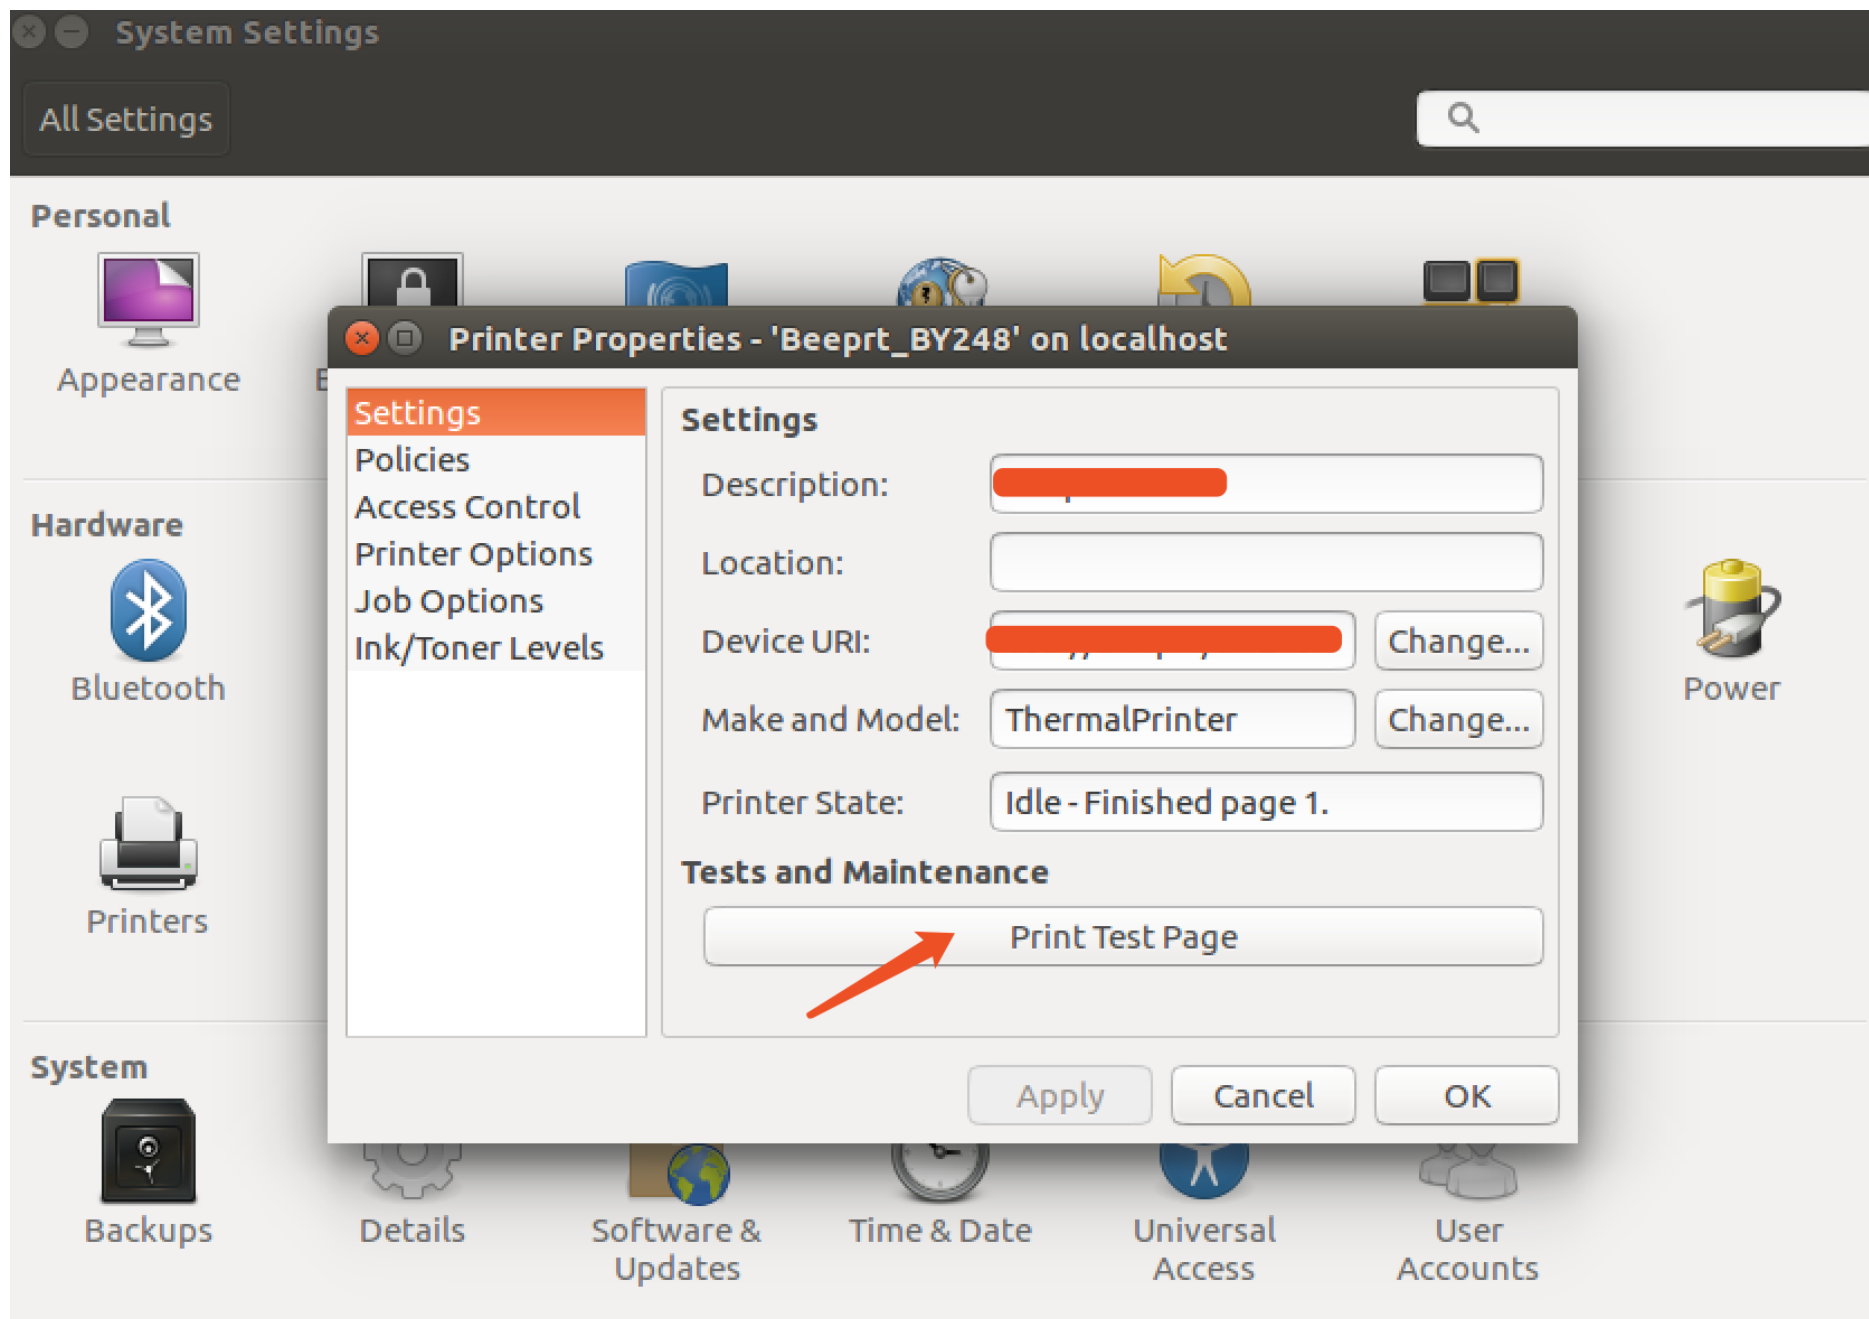 System Settings
All Settings
Personal
Appearance
Printer Properties - 'Beeprt_BY248' on localhost
Settings
Policies
Access Control
Printer Options
Job Options
Ink/Toner Levels
Settings
Description:
Location:
Device URI:
Change...
Make and Model:
ThermalPrinter
Change...
Printer State:
Idle - Finished page 1.
Tests and Maintenance
Print Test Page
Apply
Cancel
OK
Hardware
Bluetooth
Power
Printers
System
Backups
Details
Software &
Updates
Time & Date
Universal
Access
User
Accounts